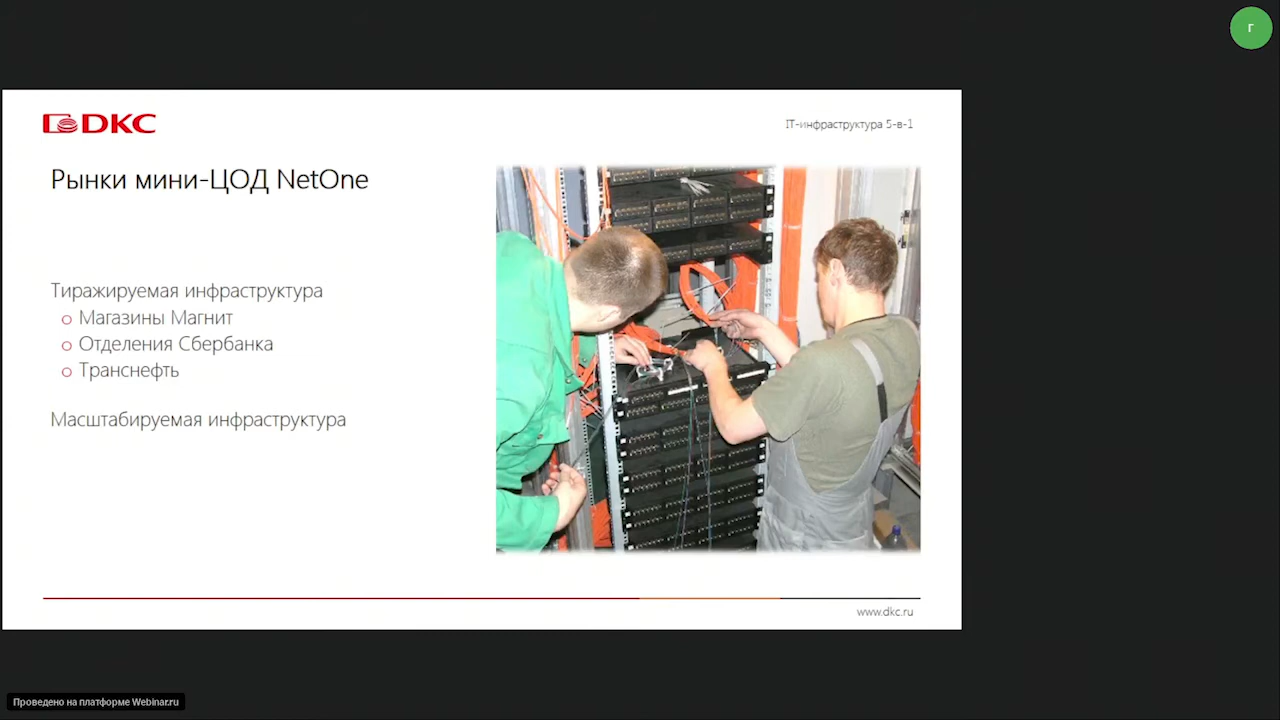 г
DKC
IT-инфраструктура 5-в-1
Рынки мини-ЦОД NetOne
Тиражируемая инфраструктура
Магазины Магнит
Отделения Сбербанка
Транснефть
Масштабируемая инфраструктура
www.dkc.ru
Проведено на платформе Webinar.ru